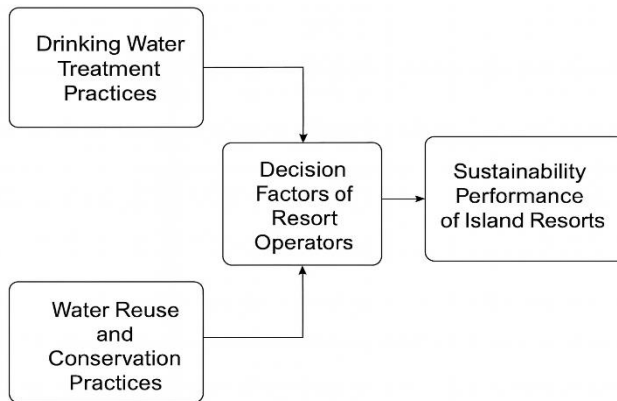 Drinking Water
Treatment
Practices
Decision
Factors of
Resort
Operators
Sustainability
Performance
of Island Resorts
Water Reuse
and
Conservation
Practices